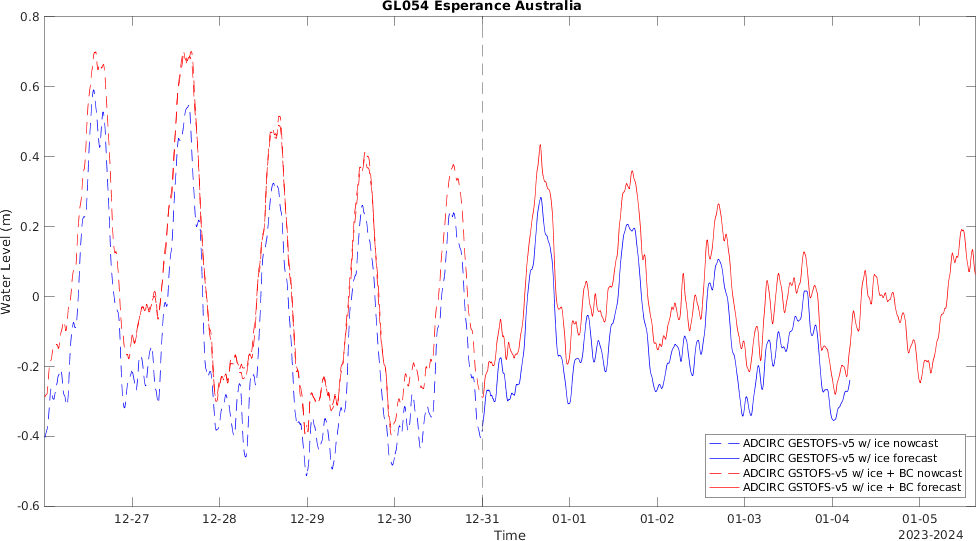 GL054 Esperance Australia
0.8
0.6
0.4
0.2
0
-0.2
-0.4
-0.6
Water Level (m)
ADCIRC GESTOFS-v5 w/ ice nowcast
ADCIRC GESTOFS-v5 w/ ice forecast
ADCIRC GSTOFS-v5 w/ ice + BC nowcast
ADCIRC GSTOFS-v5 w/ ice + BC forecast
12-27 12-28 12-29 12-30 12-31 01-01 01-02 01-03 01-04 01-05
Time
2023-2024